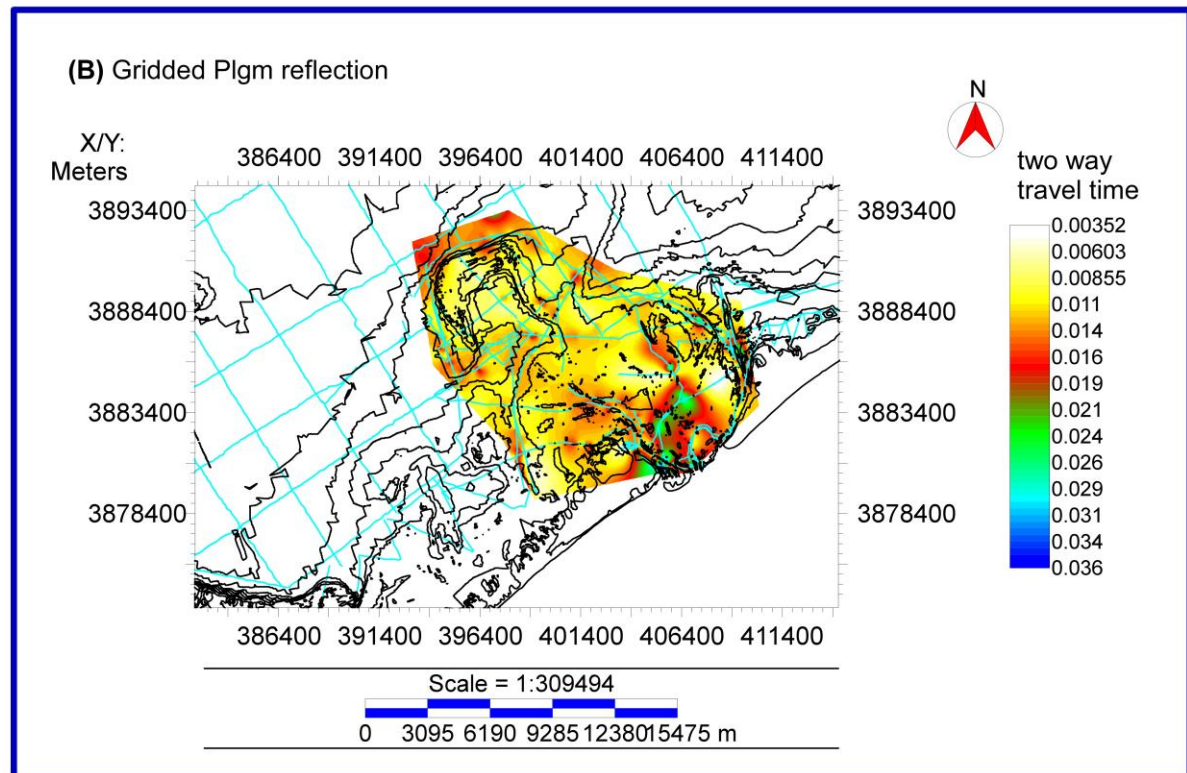 (B) Gridded Plgm reflection
N
X/Y:
Meters
386400 391400 396400 401400 406400 411400
two way
travel time
3893400 3893400
3888400 3888400
3883400 3883400
3878400 3878400
0.00352
0.00603
0.00855
0.011
0.014
0.016
0.019
0.021
0.024
0.026
0.029
0.031
0.034
0.036
386400 391400 396400 401400 406400 411400
Scale = 1:309494
0 3095 6190 9285 12380 15475 m